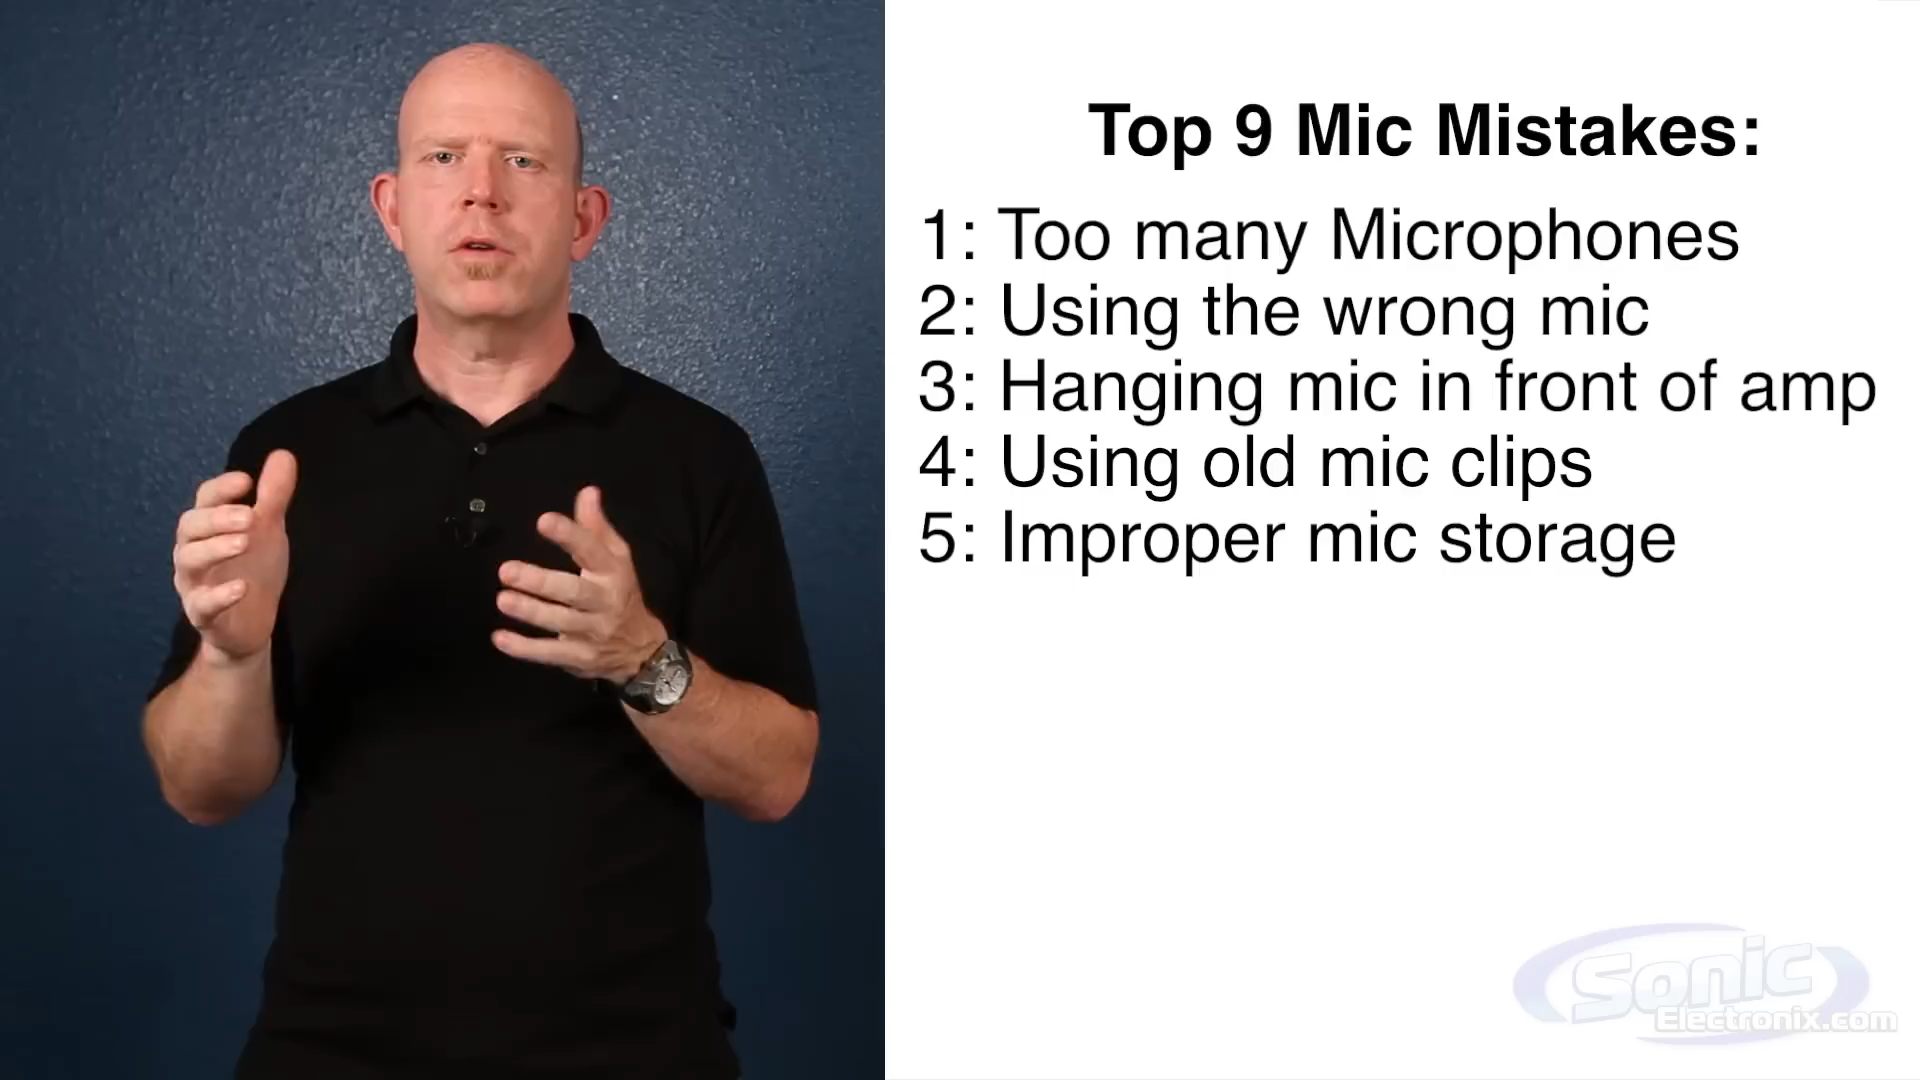 Top 9 Mic Mistakes:
1: Too many Microphones
2: Using the wrong mic
3: Hanging mic in front of amp
4: Using old mic clips
5: Improper mic storage
Sonic
Electronix.com